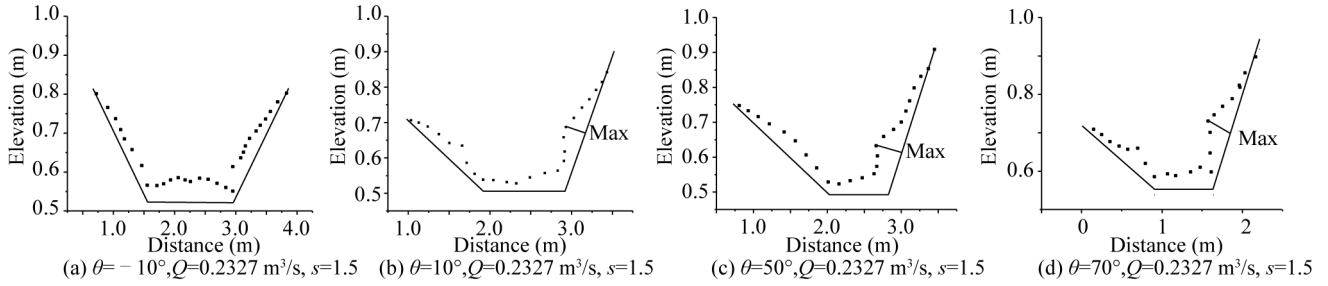 1.0
0.9
0.8
0.7
0.6
0.5
Elevation (m)
1.0 2.0 3.0 4.0
Distance (m)
(a) θ= − 10°,Q=0.2327 m³/s, s=1.5
1.0
0.9
0.8
0.7
0.6
0.5
Elevation (m)
Max
1.0 2.0 3.0
Distance (m)
(b) θ=10°,Q=0.2327 m³/s, s=1.5
1.0
0.9
0.8
0.7
0.6
0.5
Elevation (m)
Max
1.0 2.0 3.0
Distance (m)
(c) θ=50°,Q=0.2327 m³/s, s=1.5
1.0
0.8
0.6
Elevation (m)
Max
0 1 2
Distance (m)
(d) θ=70°,Q=0.2327 m³/s, s=1.5